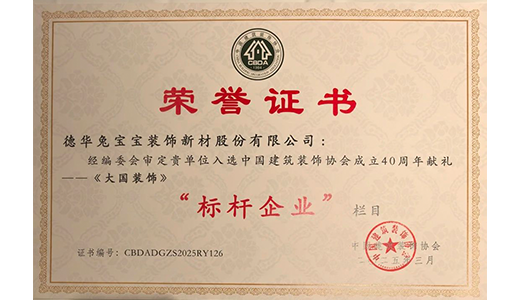 CBDA
荣誉证书
德华兔宝宝装饰新材股份有限公司：
经编委会审定贵单位入选中国建筑装饰协会成立40周年献礼
——《大国装饰》
“标杆企业”栏目
中国建筑装饰协会
证书编号：CBDADGZS2025RY126
二〇二五年三月